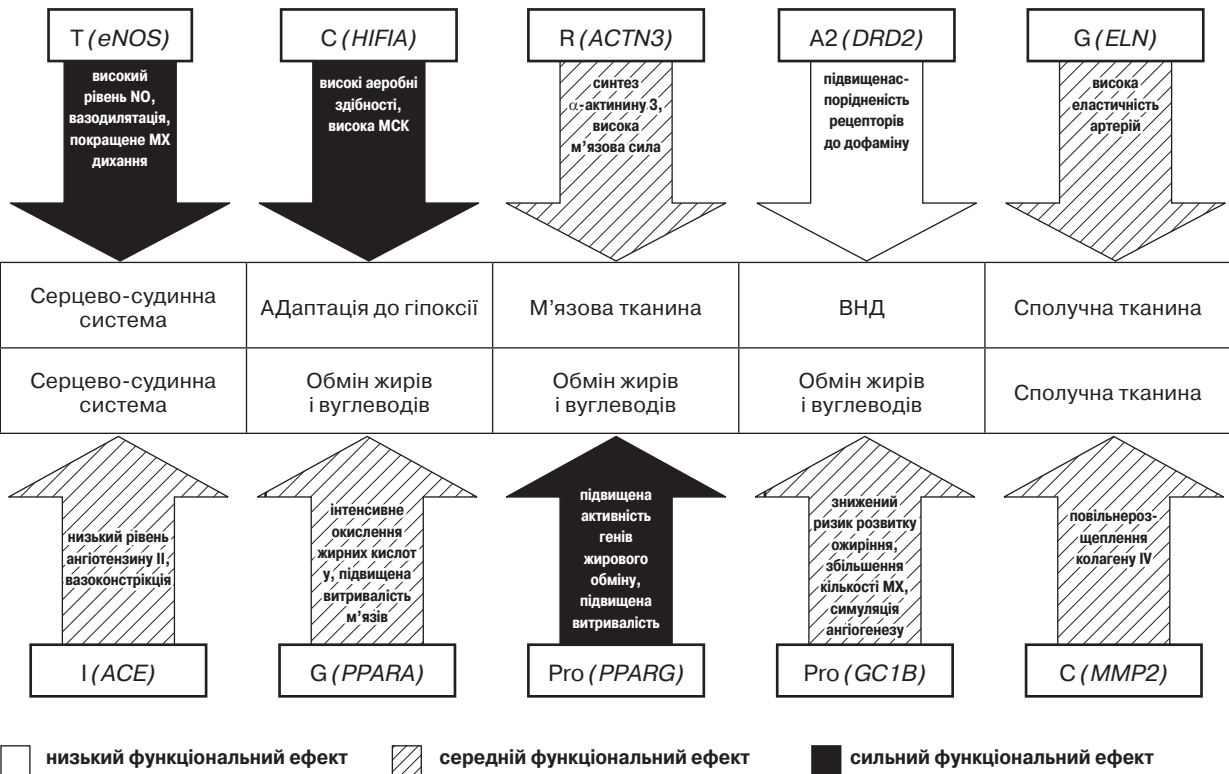 T (eNOS)
високий
рівень NO,
вазодилятація,
покращене МХ
дихання
C (HIFIA)
високі аеробні
здібності,
висока МСК
R (ACTN3)
синтез
α-актинину 3,
висока
м’язова сила
A2 (DRD2)
підвищенас-
порідненість
рецепторів
до дофаміну
G (ELN)
висока
еластичність
артерій
Серцево-судинна
система
АДаптація до гіпоксії
М’язова тканина
ВНД
Сполучна тканина
Серцево-судинна
система
Обмін жирів
і вуглеводів
Обмін жирів
і вуглеводів
Обмін жирів
і вуглеводів
Сполучна тканина
низький рівень
ангіотензину II,
вазоконстрікція
I (ACE)
інтенсивне
окислення
жирних кислот
у, підвищена
витривалість
м’язів
G (PPARA)
підвищена
активність
генів
жирового
обміну,
підвищена
витривалість
Pro (PPARG)
знижений
ризик розвитку
ожиріння,
збільшення
кількості МХ,
симуляція
ангіогенезу
Pro (GC1B)
повільнероз-
щеплення
колагену IV
C (MMP2)
низький функціональний ефект
середній функціональний ефект
сильний функціональний ефект